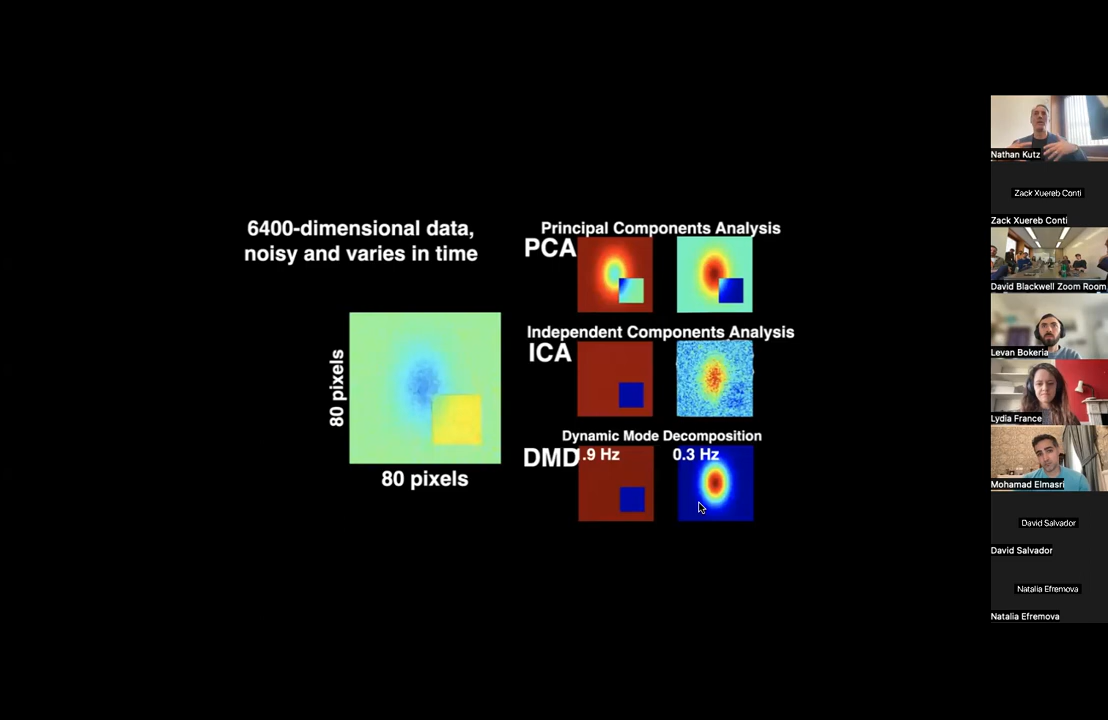 6400-dimensional data,
noisy and varies in time
80 pixels
80 pixels
Principal Components Analysis
PCA
Independent Components Analysis
ICA
Dynamic Mode Decomposition
DMD
.9 Hz
0.3 Hz
Nathan Kutz
Zack Xuereb Conti
Zack Xuereb Conti
David Blackwell Zoom Room
Levan Bokeria
Lydia France
Mohamad Elmasri
David Salvador
David Salvador
Natalia Efremova
Natalia Efremova